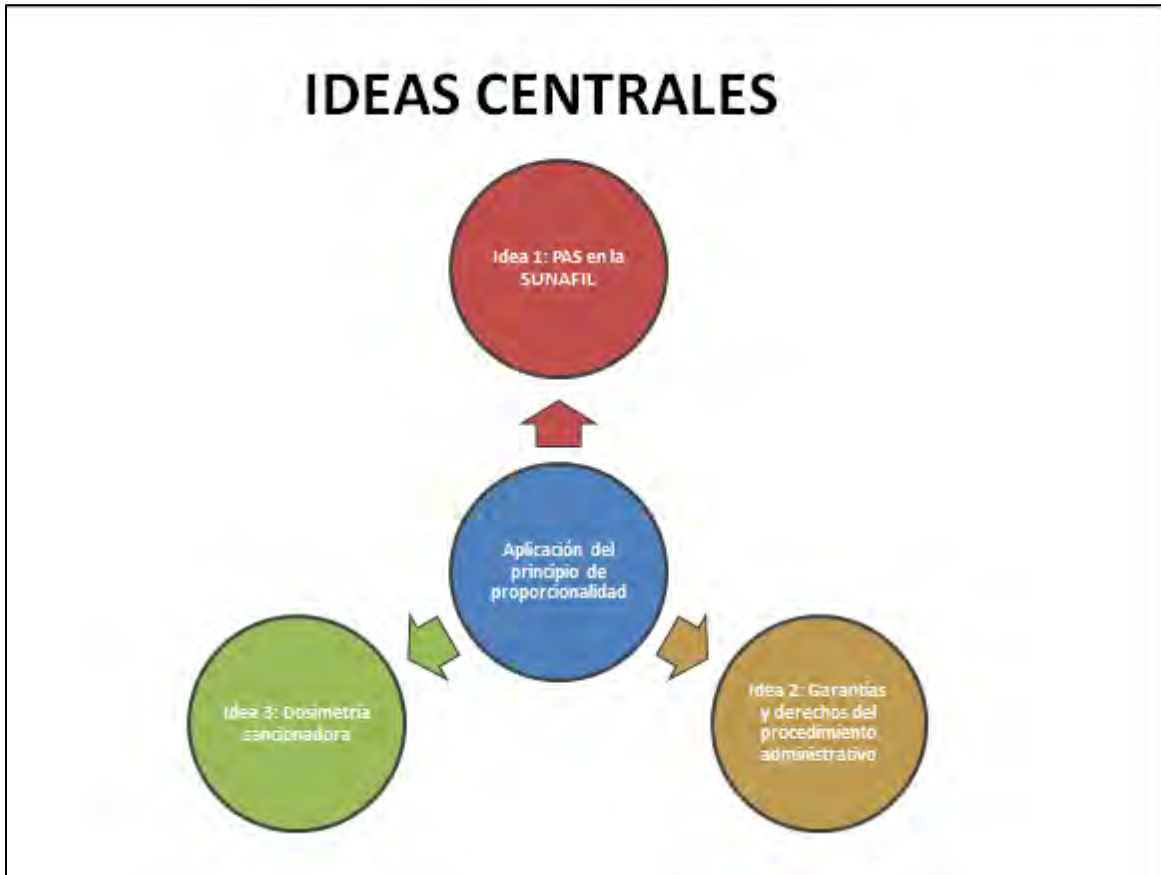 IDEAS CENTRALES
Idea 1: PAS en la
SUNAFIL
Aplicación del
principio de
proporcionalidad
Idea 3: Dosimetría
sancionadora
Idea 2: Garantías
y derechos del
procedimiento
administrativo